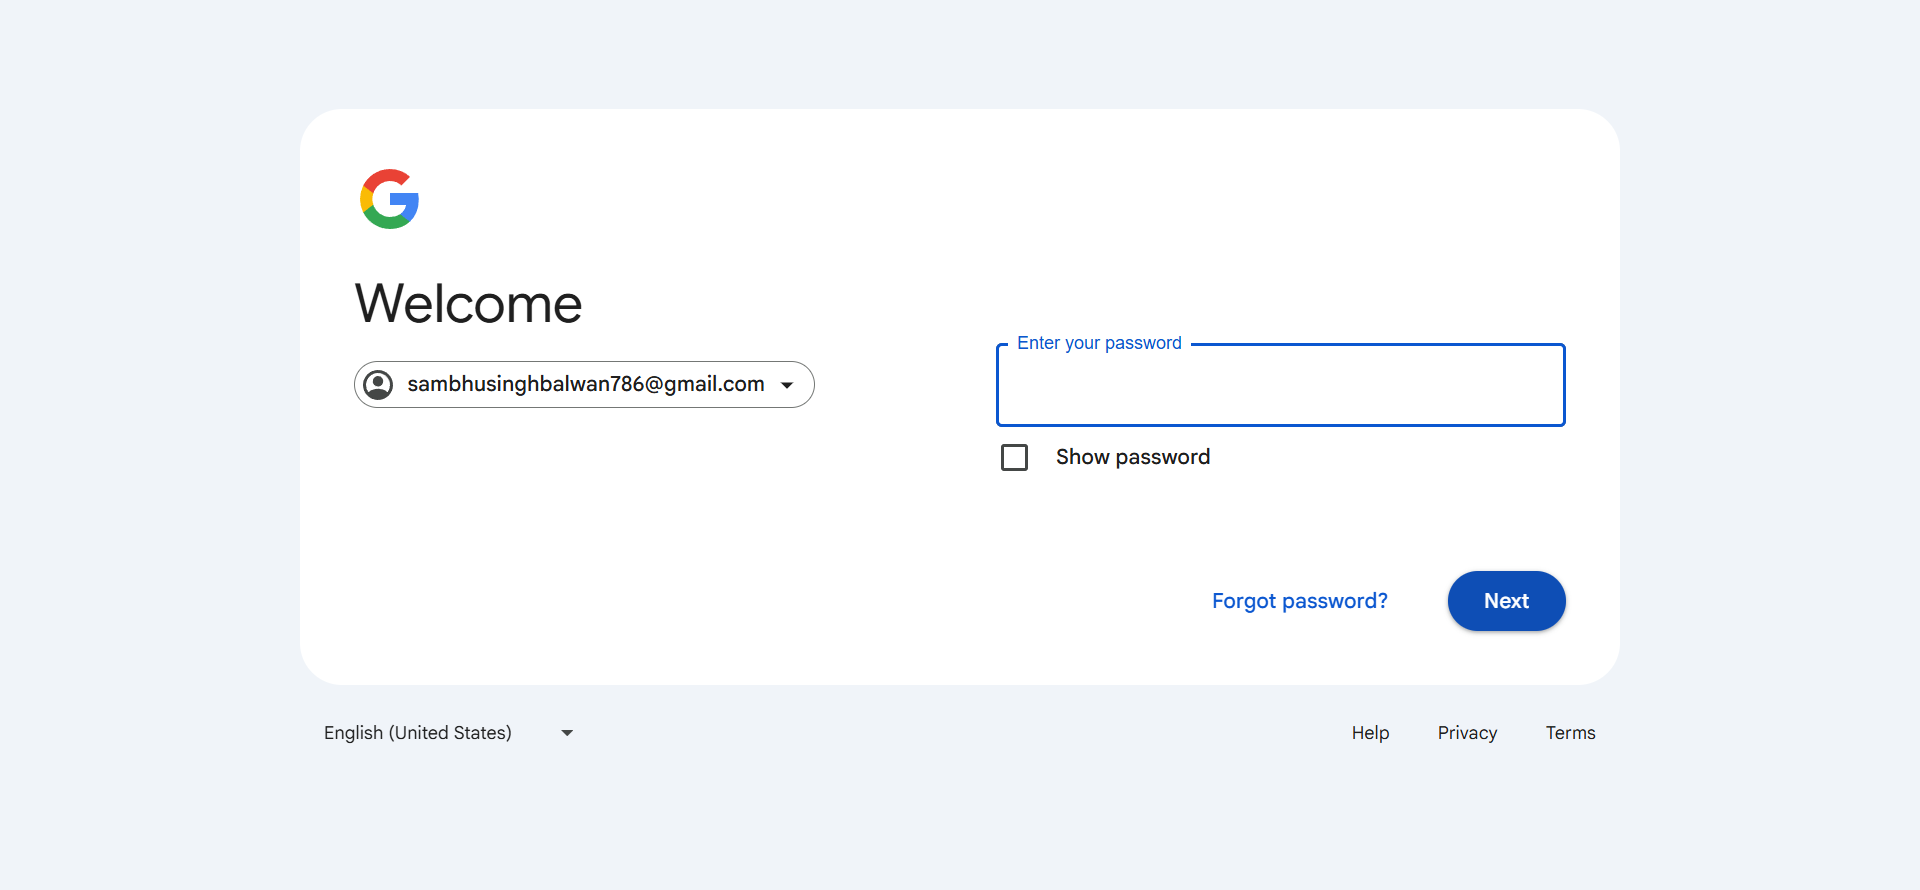 Welcome
sambhusinghbalwan786@gmail.com
Enter your password
Show password
Forgot password?
Next
English (United States)
Help
Privacy
Terms